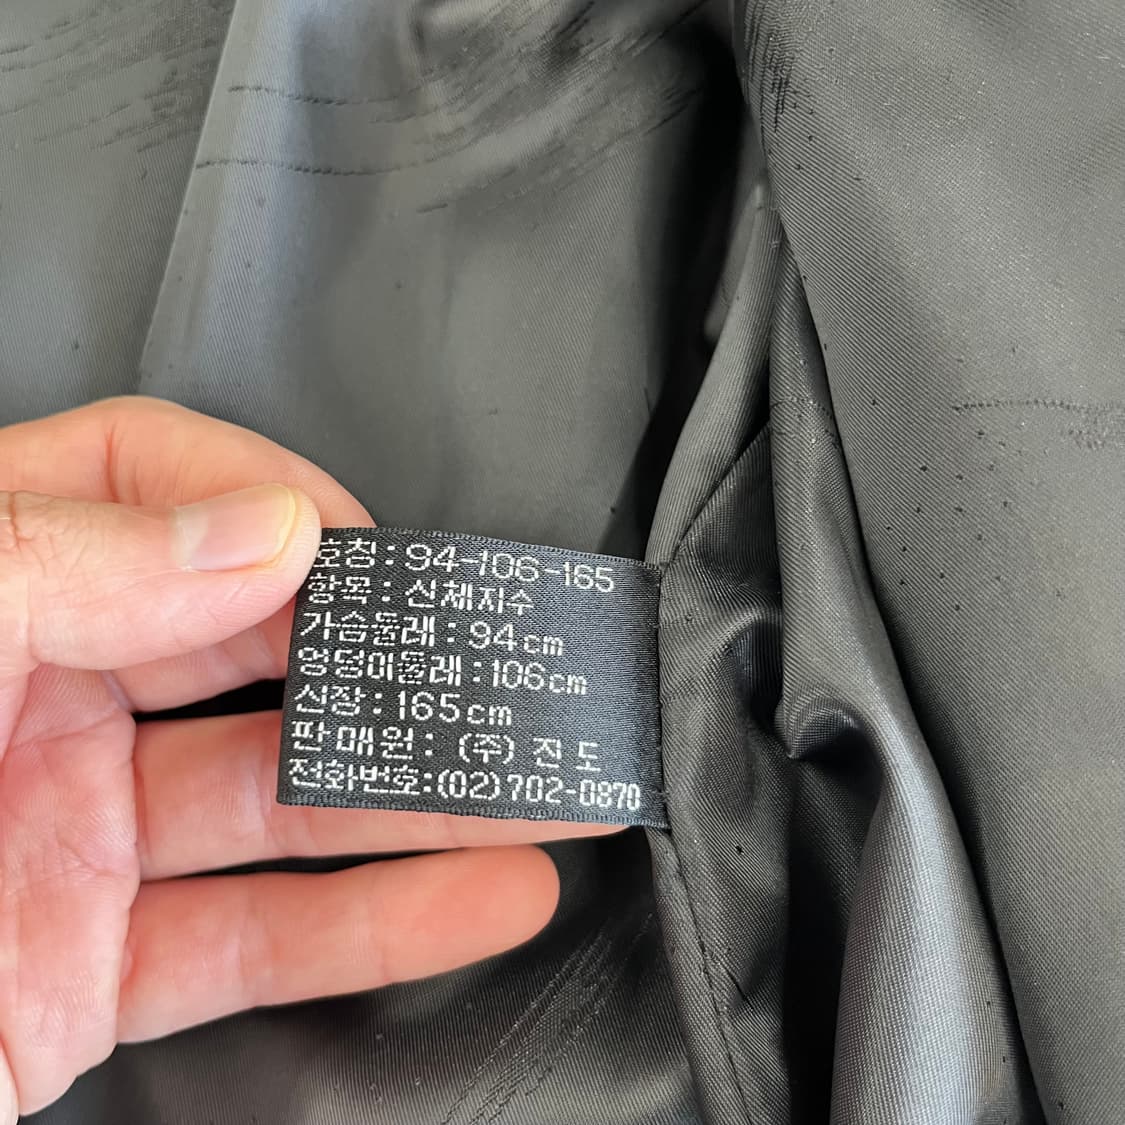 호칭:94-106-165
항목: 신체지수
가슴둘레:94cm
엉덩이둘레:106cm
신장:165cm
판매원: (주) 진도
전화번호:(02)702-0870